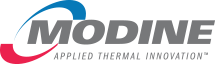 MODINE
APPLIED THERMAL INNOVATION™